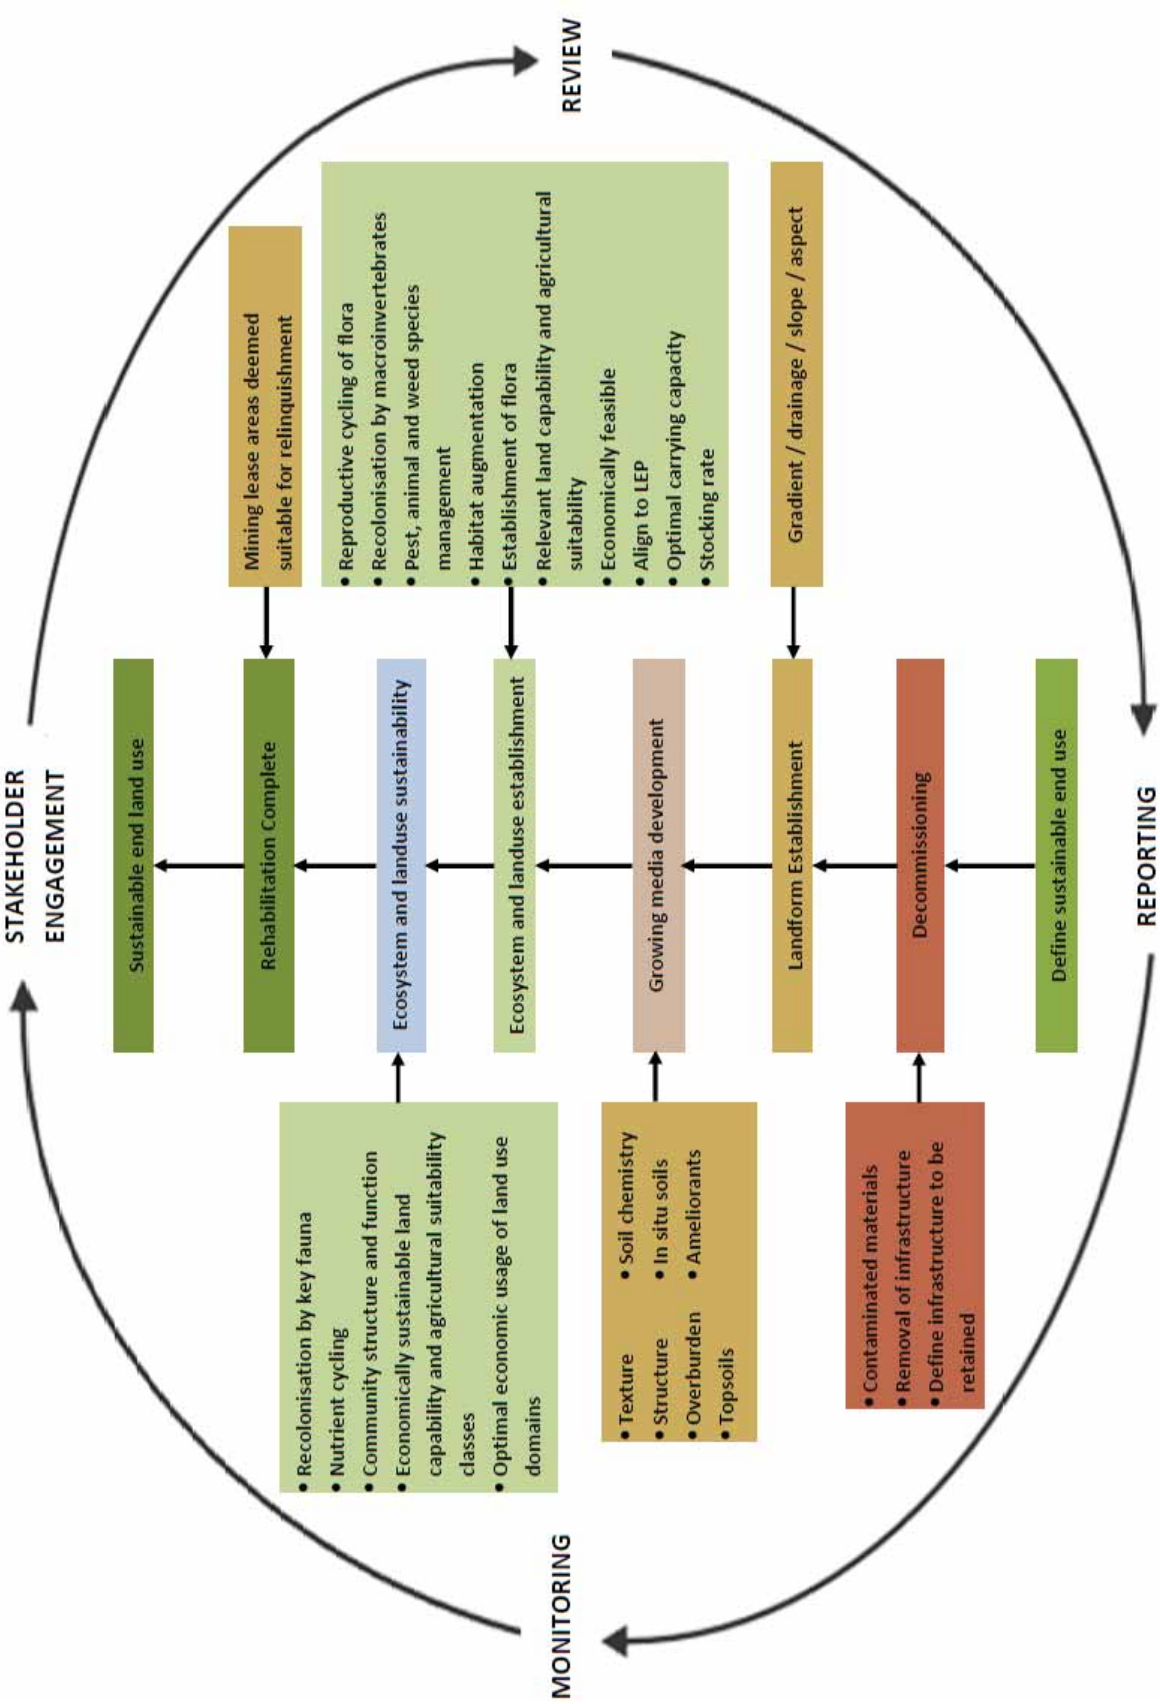 STAKEHOLDER
ENGAGEMENT
REVIEW
REPORTING
MONITORING
Sustainable end land use
Rehabilitation Complete
Ecosystem and landuse sustainability
Ecosystem and landuse establishment
Growing media development
Landform Establishment
Decommissioning
Define sustainable end use
Mining lease areas deemed
suitable for relinquishment
• Reproductive cycling of flora
• Recolonisation by macroinvertebrates
• Pest, animal and weed species
management
• Habitat augmentation
• Establishment of flora
• Relevant land capability and agricultural
suitability
• Economically feasible
• Align to LEP
• Optimal carrying capacity
• Stocking rate
Gradient / drainage / slope / aspect
• Recolonisation by key fauna
• Nutrient cycling
• Community structure and function
• Economically sustainable land
capability and agricultural suitability
classes
• Optimal economic usage of land use
domains
• Texture • Soil chemistry
• Structure • In situ soils
• Overburden • Ameliorants
• Topsoils
• Contaminated materials
• Removal of infrastructure
• Define infrastructure to be
retained